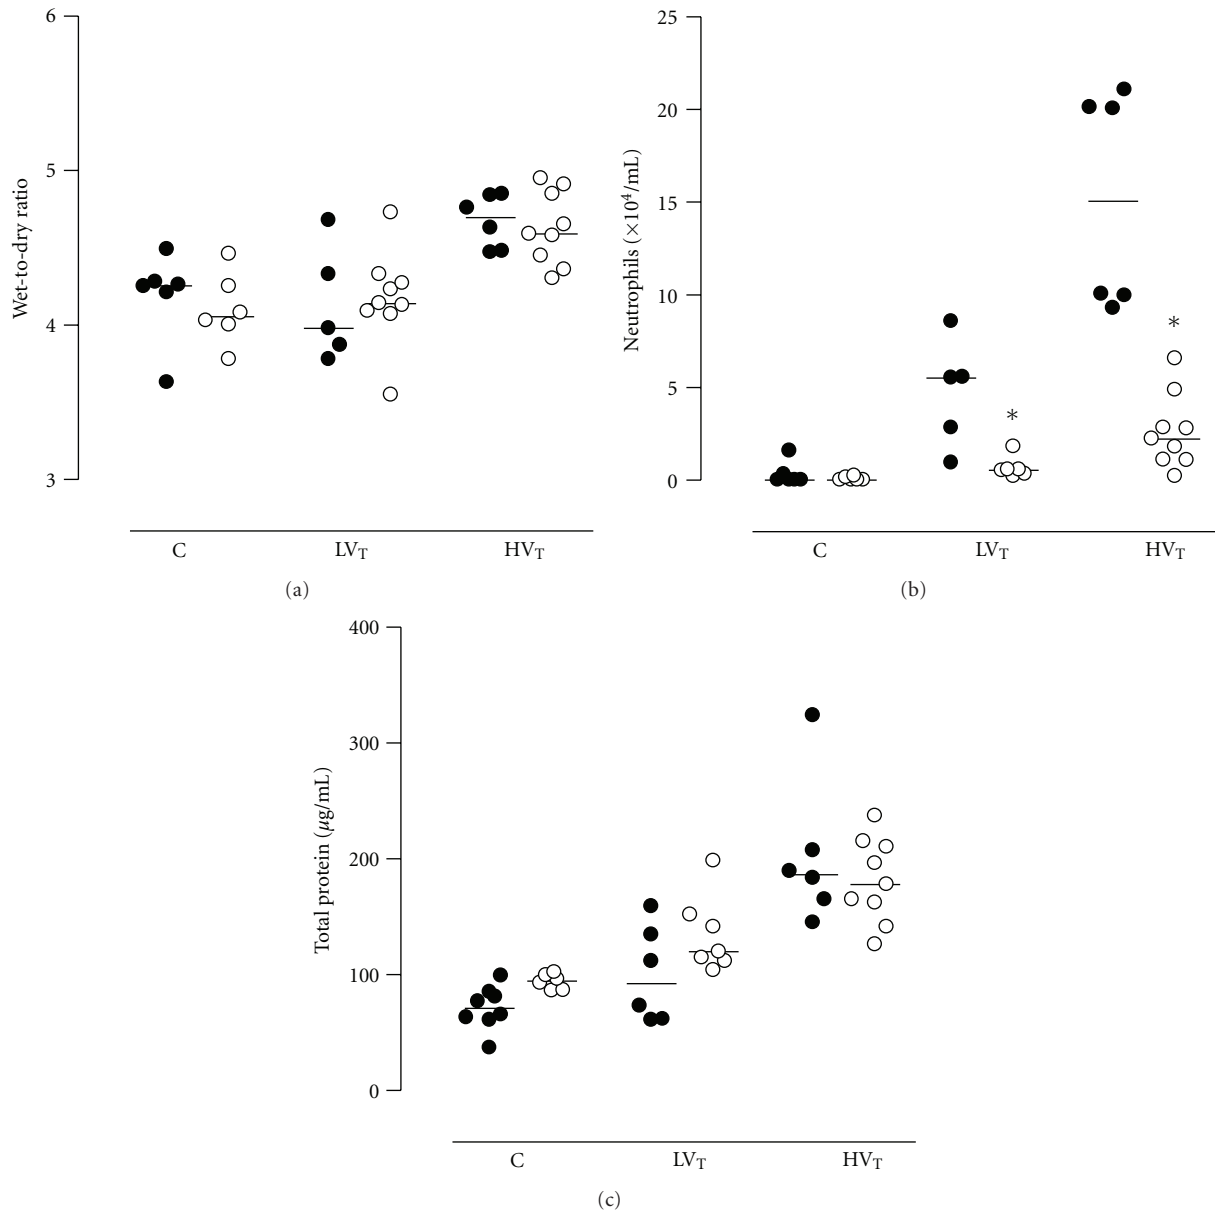 6
5
4
3
Wet-to-dry ratio
C LV_T HV_T
(a)
25
20
15
10
5
0
Neutrophils (×10⁴/mL)
*
*
C LV_T HV_T
(b)
400
300
200
100
0
Total protein (µg/mL)
C LV_T HV_T
(c)